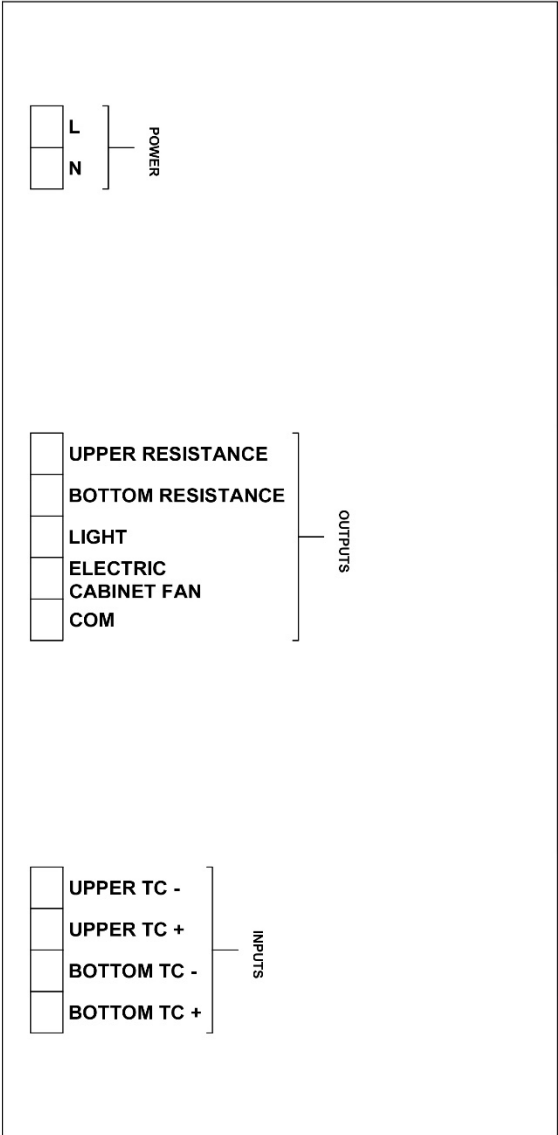 L
N
POWER
UPPER RESISTANCE
BOTTOM RESISTANCE
LIGHT
ELECTRIC
CABINET FAN
COM
OUTPUTS
UPPER TC -
UPPER TC +
BOTTOM TC -
BOTTOM TC +
INPUTS